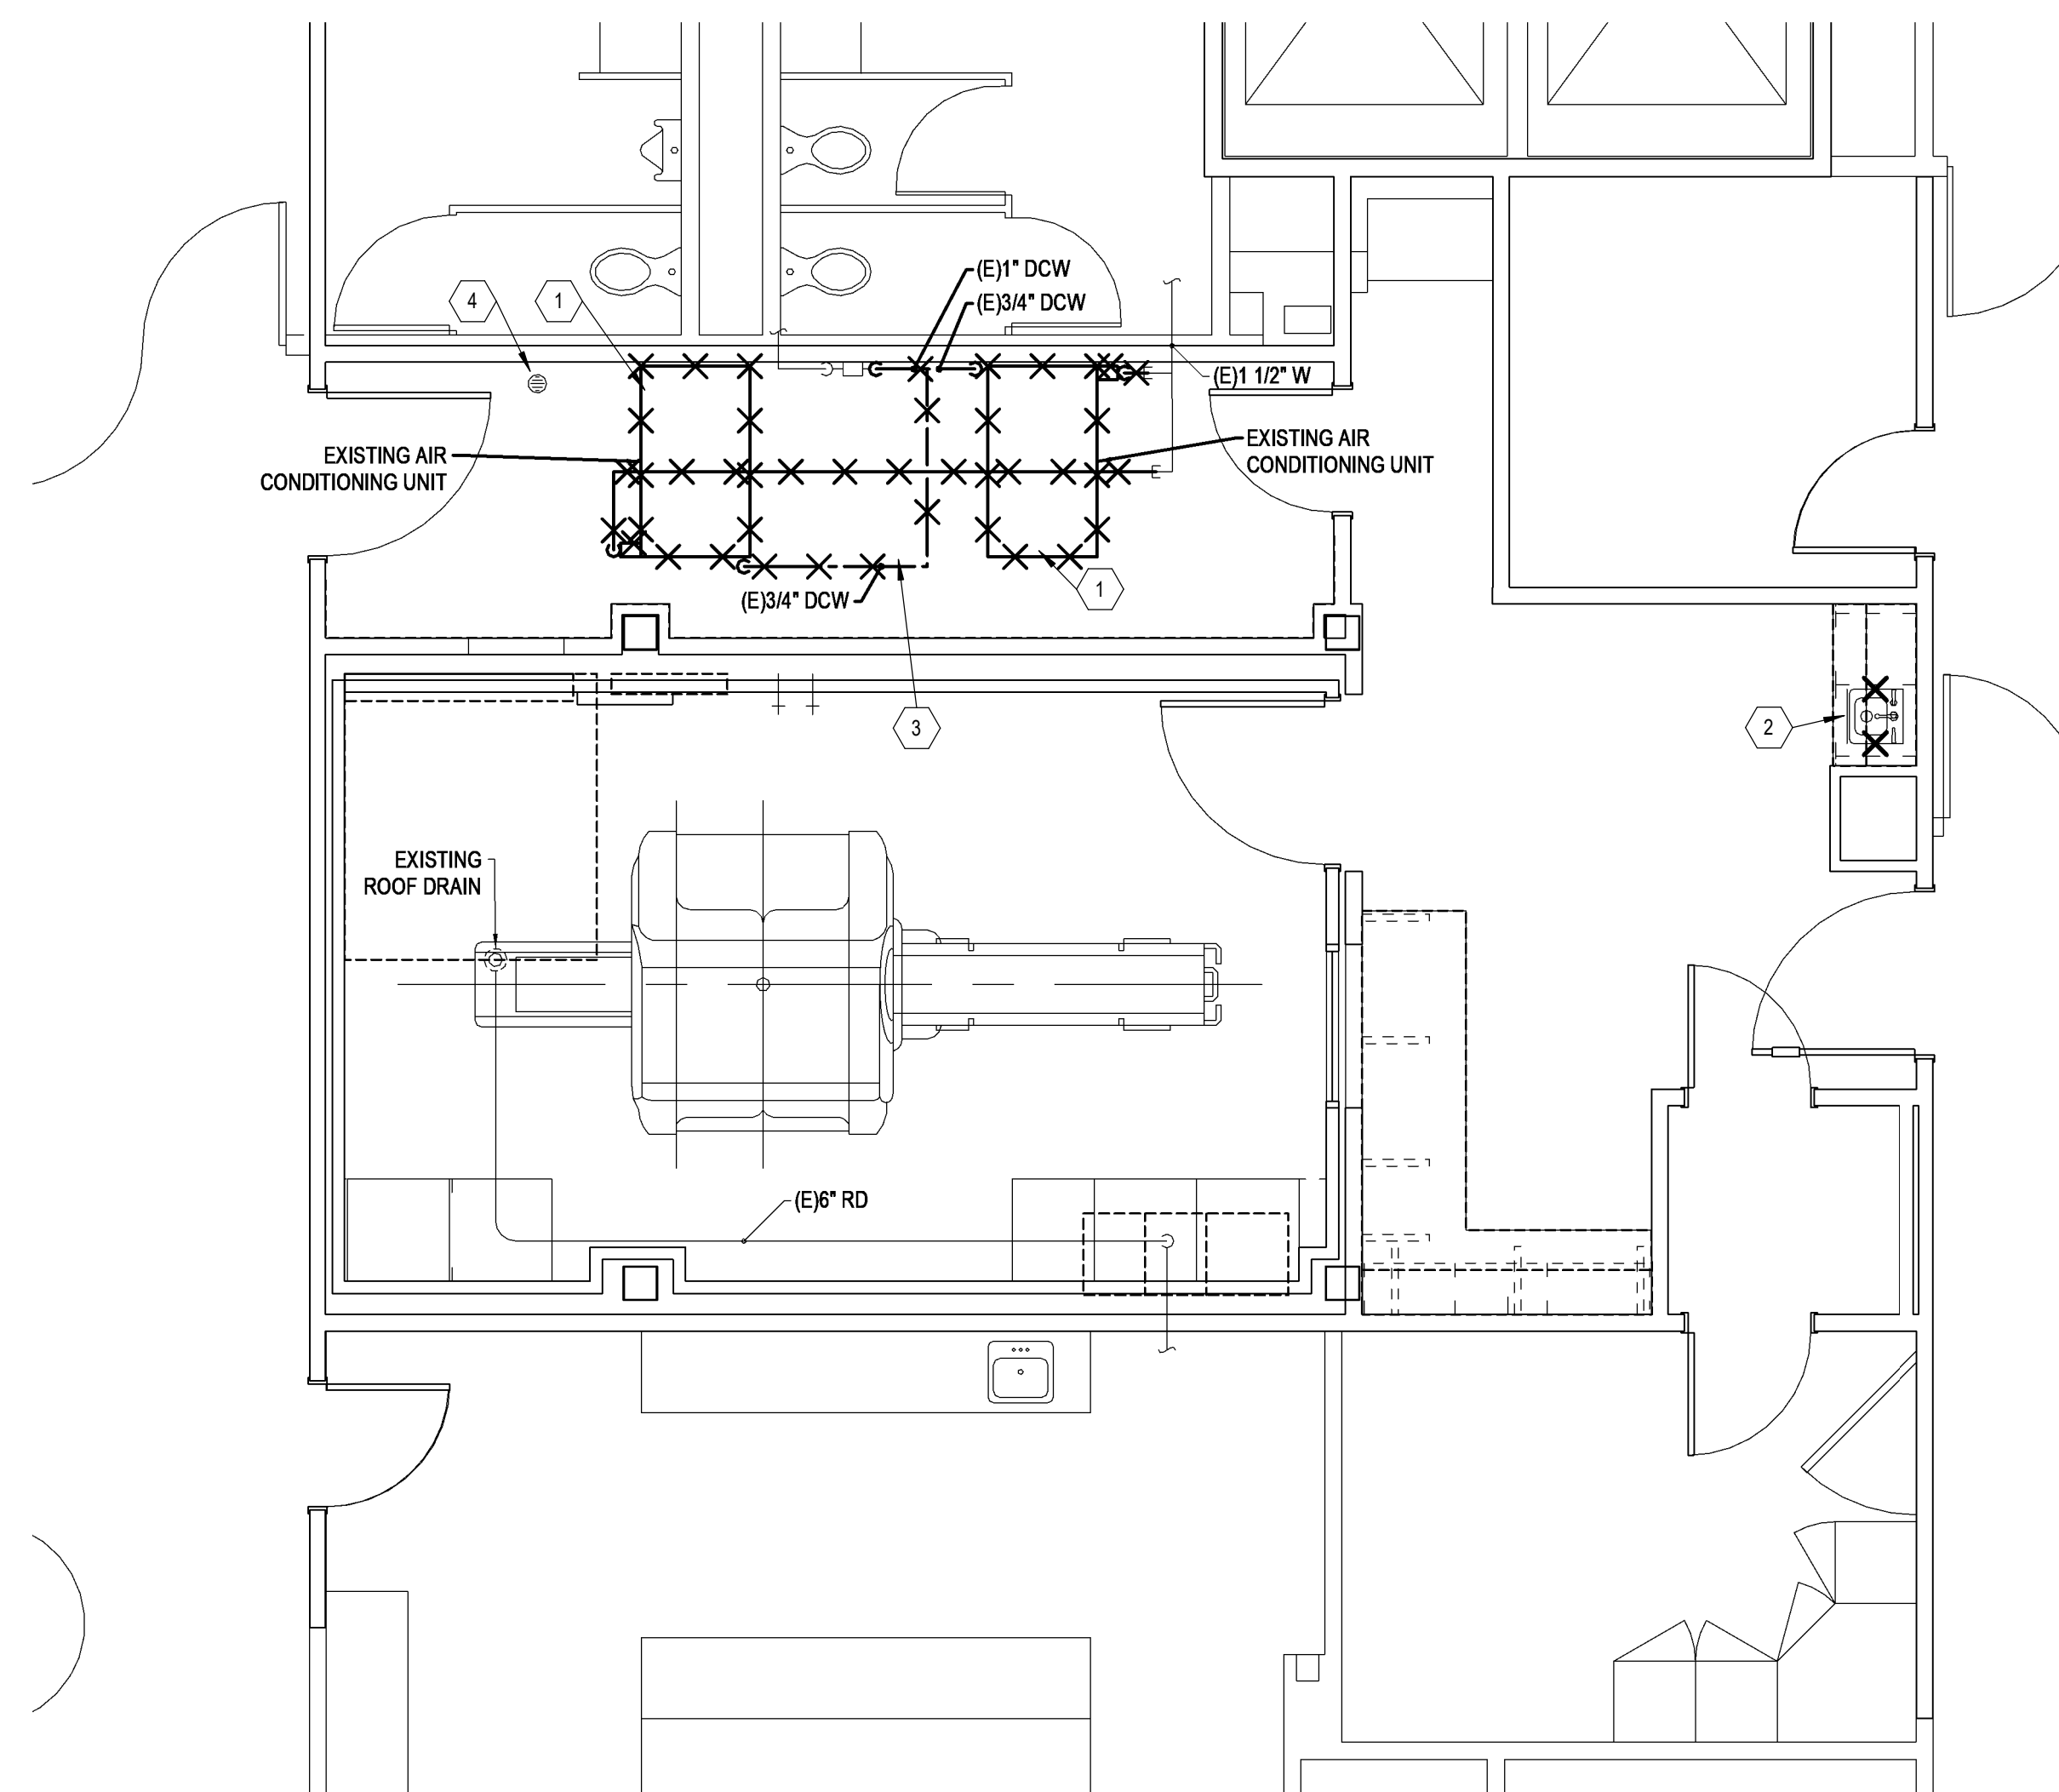 (E)1" DCW
(E)3/4" DCW
4
1
(E)1 1/2" W
EXISTING AIR
CONDITIONING UNIT
EXISTING AIR
CONDITIONING UNIT
1
(E)3/4" DCW
3
2
EXISTING
ROOF DRAIN
(E)6" RD